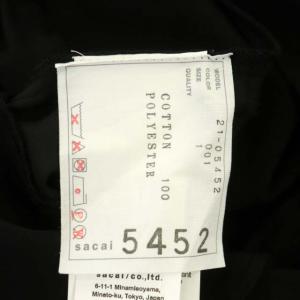 MODEL 21-05452
COLOR 001
SIZE 1
QUALITY
COTTON 100
POLYESTER
sacai 5452
sacai/co.,ltd.
6-11-1 Minamiaoyama,
Minato-ku, Tokyo, Japan